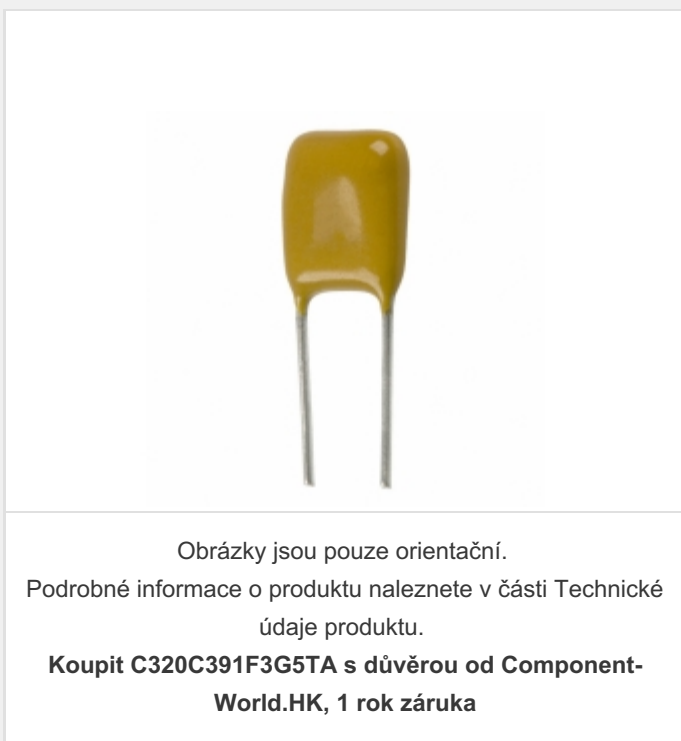 Obrázky jsou pouze orientační.
Podrobné informace o produktu naleznete v části Technické
údaje produktu.
Koupit C320C391F3G5TA s důvěrou od Component-
World.HK, 1 rok záruka